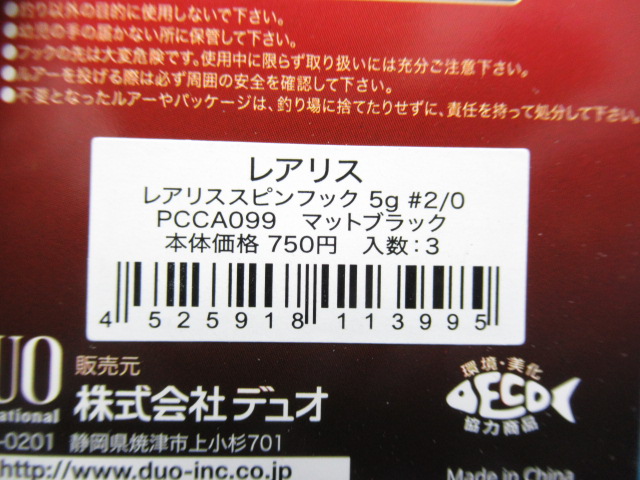 ●釣り以外の目的に使用しないで下さい。
●幼児の手の届かない所に保管して下さい。
●フックの先は大変危険です。使用中に限らず取り扱いには充分ご注意下さい。
●ルアーを投げる際は必ず周囲の安全を確認して下さい。
●不要となったルアーやパッケージは、釣り場に捨てたりせずに、責任を持って処分して下さい。
レアリス
レアリススピンフック 5g #2/0
PCCA099 マットブラック
本体価格 750円 入数:3
4 525918 113995
UO
national
販売元
株式会社デュオ
-0201 静岡県焼津市上小杉701
http://www.duo-inc.co.jp
環境・美化
DECO
協力商品
Made in China